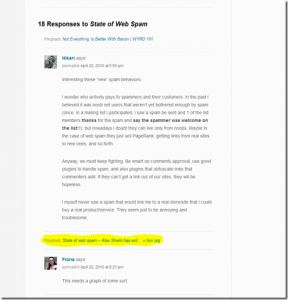 18 Responses to State of Web Spam
Pingback: Not Everything is Better With Bacon | WYRD 101
Hikari says
permalink April 22, 2010 at 5:55 pm
Interesting these "new" spam behaviors.
I wonder who actively pays to spammers and their customers. In the past I
believed it was noob net users that weren't yet bothered enough by spam
once. In a mailing list I participated, I saw a spam be sent and 1 of the list
members thanks for the spam and say the spammer was welcome on
the list(!), but nowadays I doubt they can live only from noobs. Maybe in
the case of web spam they just sell PageRank, getting links from real sites
to new ones, and so forth.
Anyway, we must keep fighting. Be smart on comments approval, use good
plugins to handle spam, and also plugins that obfuscate links that
commenters add. If they can't get a link out of our sites, they will be
hopeless.
I myself never saw a spam that would link me to a real store/site that I could
buy a real product/service. They seem just to be annoying and
troublesome.
Pingback: State of web spam – Alex Shiels has writ... « lion.org
Fiona says
permalink April 22, 2010 at 8:21 pm
This needs a graph of some sort.